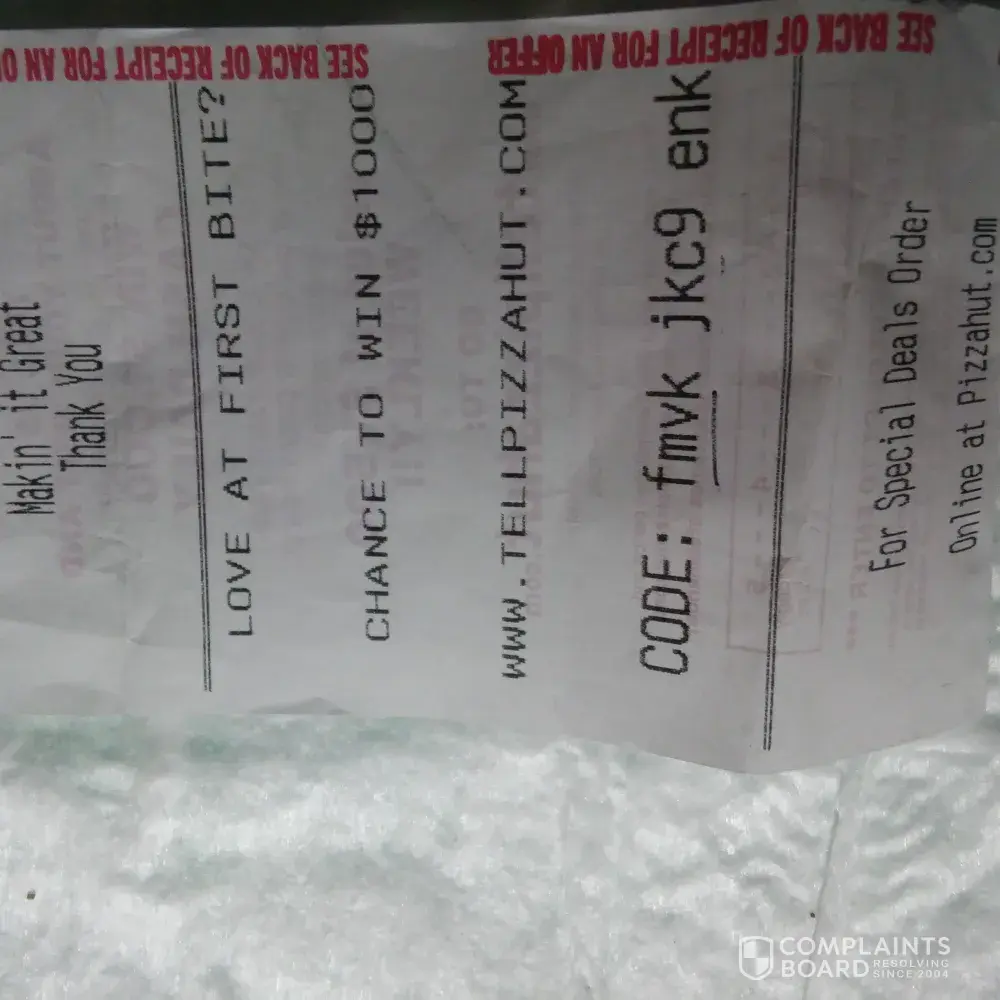 SEE BACK OF RECEIPT FOR AN OFFER
SEE BACK OF RECEIPT FOR AN
Makin' it Great
Thank You
LOVE AT FIRST BITE?
CHANCE TO WIN $1000
WWW.TELLPIZZAHUT.COM
CODE: fmvk jkc9 enk
For Special Deals Order
Online at Pizzahut.com
COMPLAINTS
BOARD RESOLVING
SINCE 2004